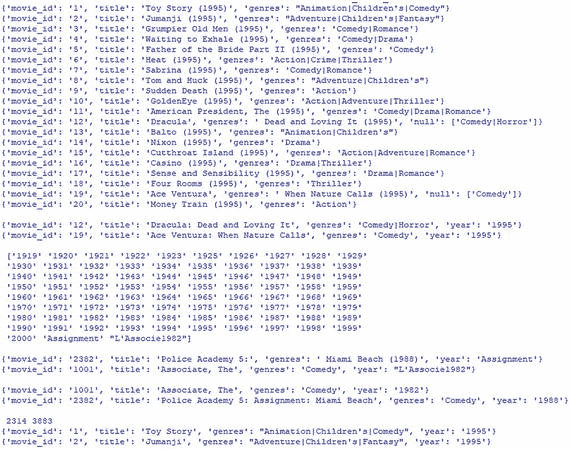 {'movie_id': '1', 'title': 'Toy Story (1995)', 'genres': "Animation|Children's|Comedy"}
{'movie_id': '2', 'title': 'Jumanji (1995)', 'genres': "Adventure|Children's|Fantasy"}
{'movie_id': '3', 'title': 'Grumpier Old Men (1995)', 'genres': 'Comedy|Romance'}
{'movie_id': '4', 'title': 'Waiting to Exhale (1995)', 'genres': 'Comedy|Drama'}
{'movie_id': '5', 'title': 'Father of the Bride Part II (1995)', 'genres': 'Comedy'}
{'movie_id': '6', 'title': 'Heat (1995)', 'genres': 'Action|Crime|Thriller'}
{'movie_id': '7', 'title': 'Sabrina (1995)', 'genres': 'Comedy|Romance'}
{'movie_id': '8', 'title': 'Tom and Huck (1995)', 'genres': "Adventure|Children's"}
{'movie_id': '9', 'title': 'Sudden Death (1995)', 'genres': 'Action'}
{'movie_id': '10', 'title': 'GoldenEye (1995)', 'genres': 'Action|Adventure|Thriller'}
{'movie_id': '11', 'title': 'American President, The (1995)', 'genres': 'Comedy|Drama|Romance'}
{'movie_id': '12', 'title': 'Dracula', 'genres': ' Dead and Loving It (1995)', 'null': ['Comedy|Horror']}
{'movie_id': '13', 'title': 'Balto (1995)', 'genres': "Animation|Children's"}
{'movie_id': '14', 'title': 'Nixon (1995)', 'genres': 'Drama'}
{'movie_id': '15', 'title': 'Cutthroat Island (1995)', 'genres': 'Action|Adventure|Romance'}
{'movie_id': '16', 'title': 'Casino (1995)', 'genres': 'Drama|Thriller'}
{'movie_id': '17', 'title': 'Sense and Sensibility (1995)', 'genres': 'Drama|Romance'}
{'movie_id': '18', 'title': 'Four Rooms (1995)', 'genres': 'Thriller'}
{'movie_id': '19', 'title': 'Ace Ventura', 'genres': ' When Nature Calls (1995)', 'null': ['Comedy']}
{'movie_id': '20', 'title': 'Money Train (1995)', 'genres': 'Action'}
{'movie_id': '12', 'title': 'Dracula: Dead and Loving It', 'genres': 'Comedy|Horror', 'year': '1995'}
{'movie_id': '19', 'title': 'Ace Ventura: When Nature Calls', 'genres': 'Comedy', 'year': '1995'}
['1919' '1920' '1921' '1922' '1923' '1925' '1926' '1927' '1928' '1929'
'1930' '1931' '1932' '1933' '1934' '1935' '1936' '1937' '1938' '1939'
'1940' '1941' '1942' '1943' '1944' '1945' '1946' '1947' '1948' '1949'
'1950' '1951' '1952' '1953' '1954' '1955' '1956' '1957' '1958' '1959'
'1960' '1961' '1962' '1963' '1964' '1965' '1966' '1967' '1968' '1969'
'1970' '1971' '1972' '1973' '1974' '1975' '1976' '1977' '1978' '1979'
'1980' '1981' '1982' '1983' '1984' '1985' '1986' '1987' '1988' '1989'
'1990' '1991' '1992' '1993' '1994' '1995' '1996' '1997' '1998' '1999'
'2000' 'Assignment' "L'Associel982"]
{'movie_id': '2382', 'title': 'Police Academy 5:', 'genres': ' Miami Beach (1988)', 'year': 'Assignment'}
{'movie_id': '1001', 'title': 'Associate, The', 'genres': 'Comedy', 'year': "L'Associel982"}
{'movie_id': '1001', 'title': 'Associate, The', 'genres': 'Comedy', 'year': '1982'}
{'movie_id': '2382', 'title': 'Police Academy 5: Assignment: Miami Beach', 'genres': 'Comedy', 'year': '1988'}
2314 3883
{'movie_id': '1', 'title': 'Toy Story', 'genres': "Animation|Children's|Comedy", 'year': '1995'}
{'movie_id': '2', 'title': 'Jumanji', 'genres': "Adventure|Children's|Fantasy", 'year': '1995'}